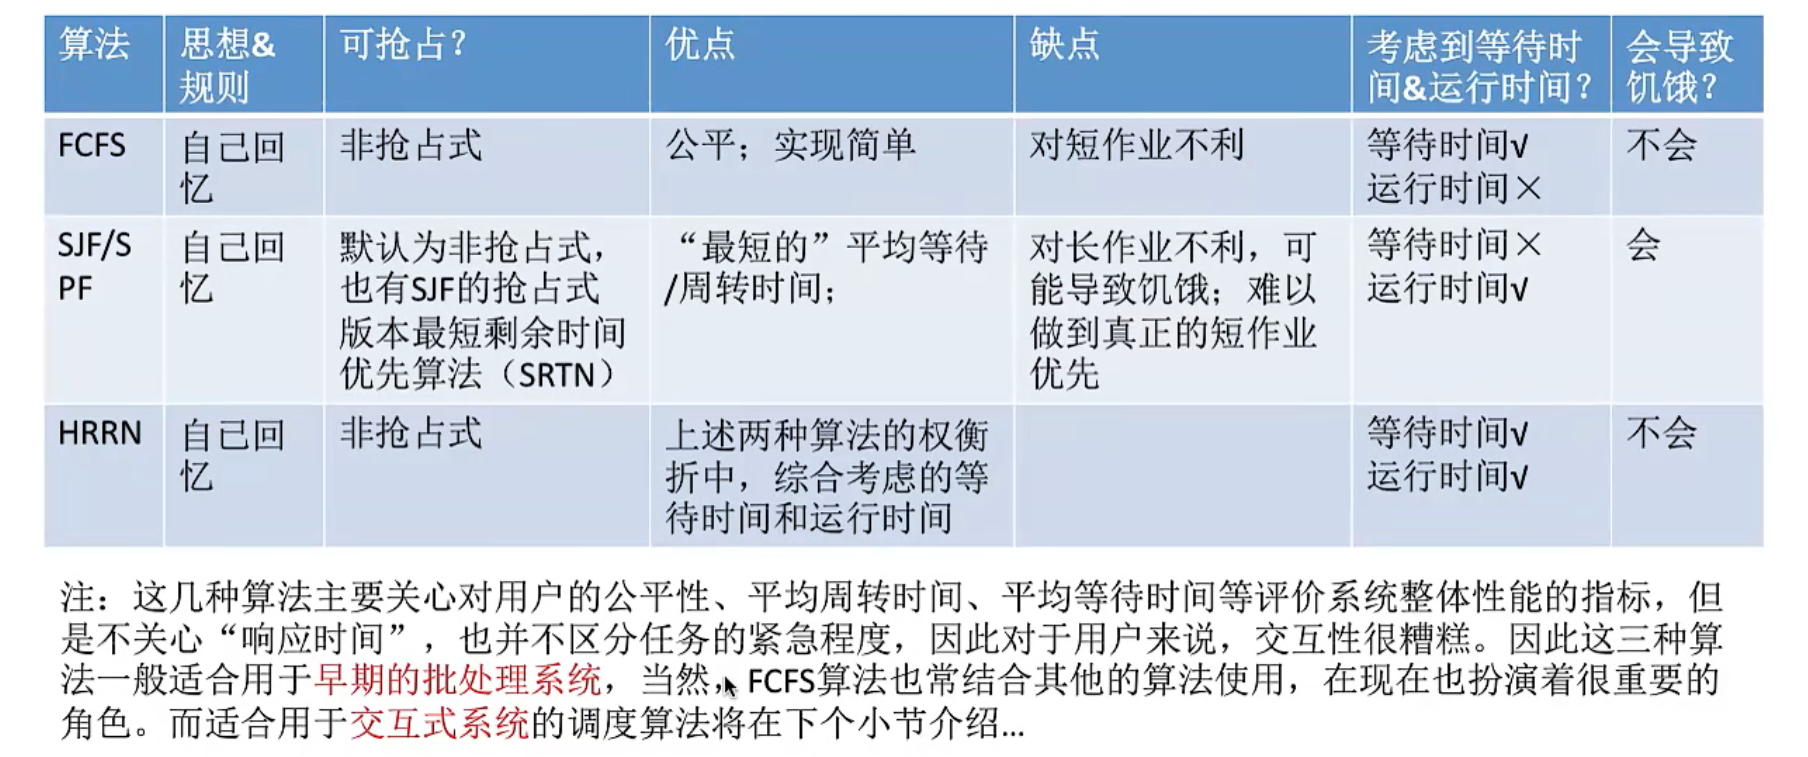 算法 思想& 可抢占？ 优点 缺点 考虑到等待时 会导致
规则 间&运行时间？ 饥饿？
FCFS 自己回 非抢占式 公平；实现简单 对短作业不利 等待时间√ 不会
忆 运行时间×
SJF/S 自己回 默认为非抢占式， “最短的”平均等待 对长作业不利，可 等待时间× 会
PF 忆 也有SJF的抢占式 /周转时间； 能导致饥饿；难以 运行时间√
版本最短剩余时间 做到真正的短作业
优先算法（SRTN） 优先
HRRN 自己回 非抢占式 上述两种算法的权衡 等待时间√ 不会
忆 折中，综合考虑的等 运行时间√
待时间和运行时间
注：这几种算法主要关心对用户的公平性、平均周转时间、平均等待时间等评价系统整体性能的指标，但
是不关心“响应时间”，也并不区分任务的紧急程度，因此对于用户来说，交互性很糟糕。因此这三种算
法一般适合用于早期的批处理系统，当然，FCFS算法也常结合其他的算法使用，在现在也扮演着很重要的
角色。而适合用于交互式系统的调度算法将在下个小节介绍...